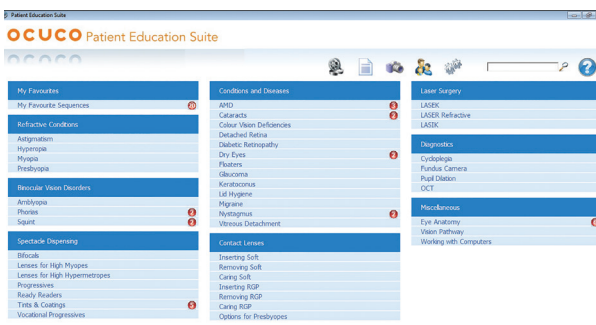 Patient Education Suite
OCUCO Patient Education Suite
ocuco
My Favourites
My Favourite Sequences 20
Refractive Conditions
Astigmatism
Hyperopia
Myopia
Presbyopia
Binocular Vision Disorders
Amblyopia
Phorias 2
Squint 2
Spectacle Dispensing
Bifocals
Lenses for High Myopes
Lenses for High Hypermetropes
Progressives
Ready Readers
Tints & Coatings 5
Vocational Progressives
Conditions and Diseases
AMD
Cataracts 2
Colour Vision Deficiencies
Detached Retina
Diabetic Retinopathy
Dry Eyes 2
Floaters
Glaucoma
Keratoconus
Lid Hygiene
Migraine
Nystagmus 2
Vitreous Detachment
Contact Lenses
Inserting Soft
Removing Soft
Caring Soft
Inserting RGP
Removing RGP
Caring RGP
Options for Presbyopes
Laser Surgery
LASEK
LASER Refractive
LASIK
Diagnostics
Cycloplegia
Fundus Camera
Pupil Dilation
OCT
Miscellaneous
Eye Anatomy
Vision Pathway
Working with Computers